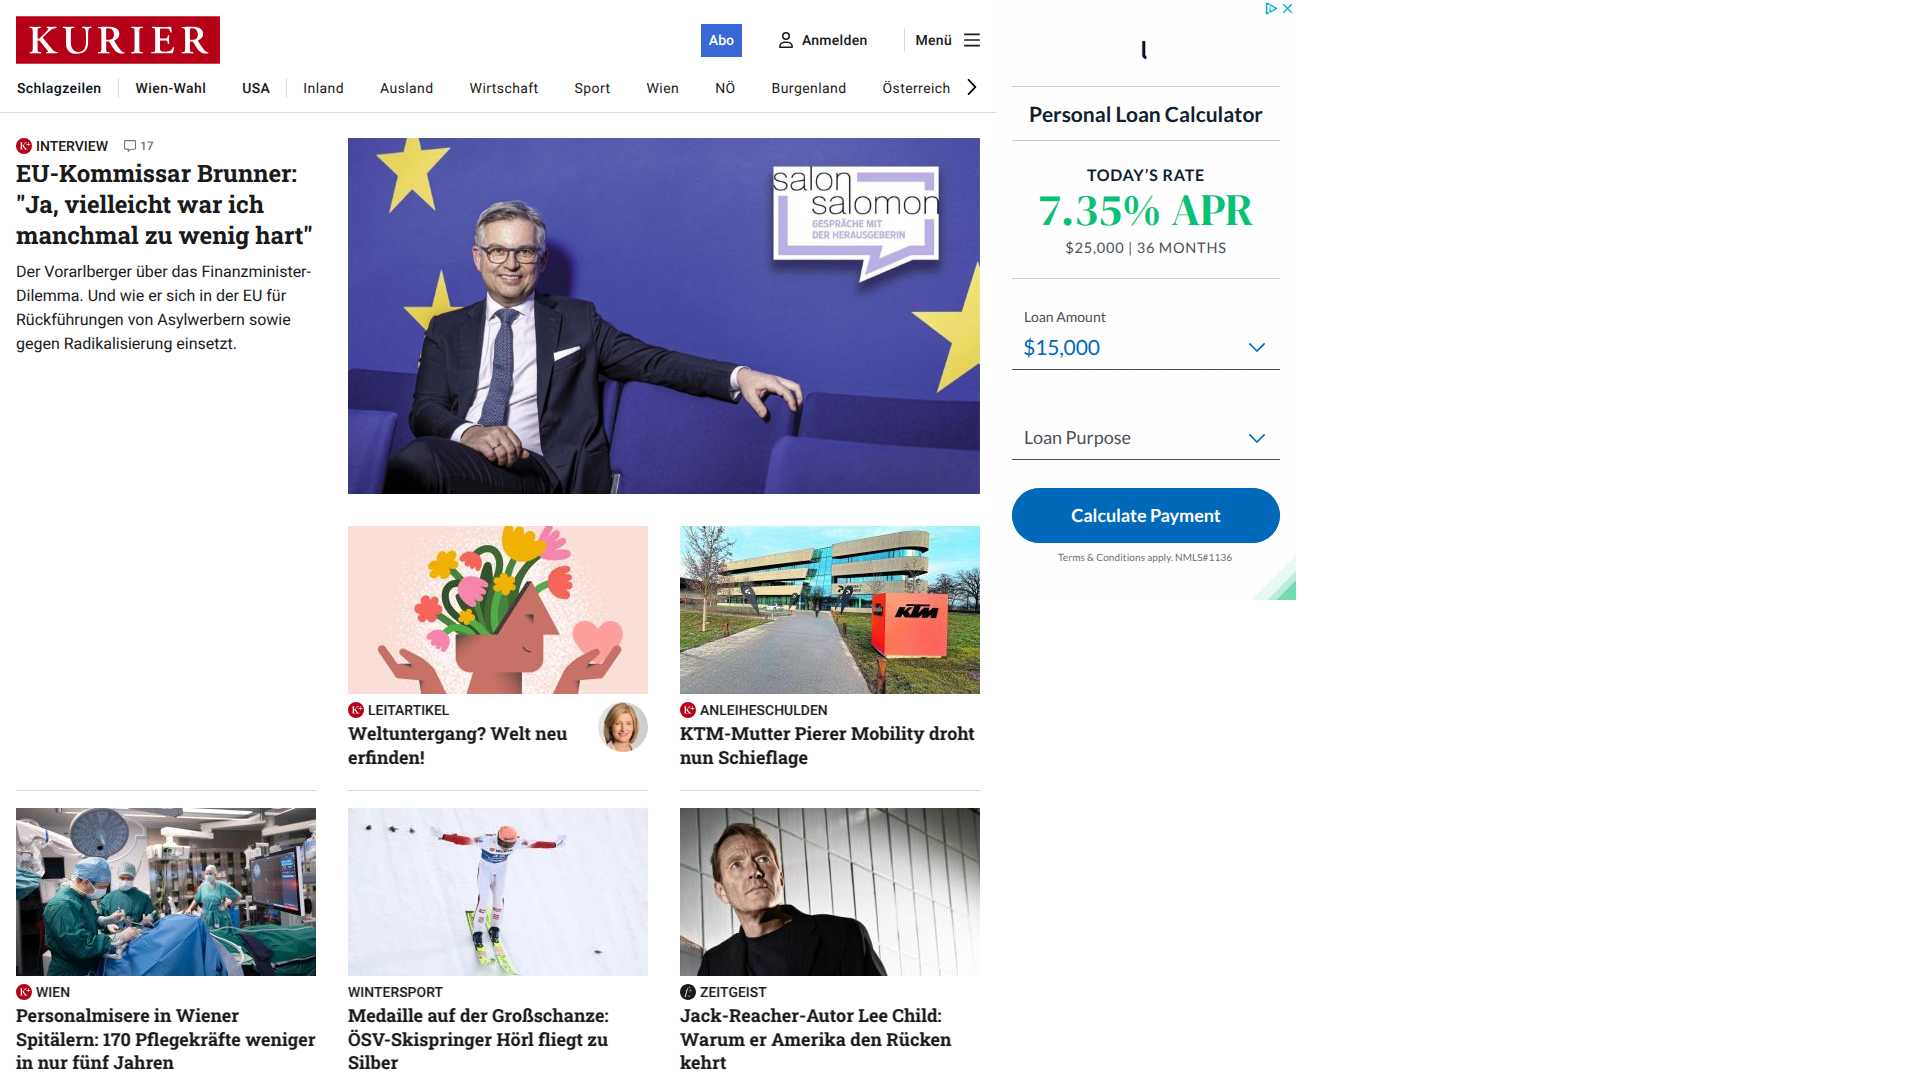 KURIER
Abo
Anmelden
Menü
Schlagzeilen
Wien-Wahl
USA
Inland
Ausland
Wirtschaft
Sport
Wien
NÖ
Burgenland
Österreich
K+ INTERVIEW 17
EU-Kommissar Brunner:
"Ja, vielleicht war ich
manchmal zu wenig hart"
Der Vorarlberger über das Finanzminister-
Dilemma. Und wie er sich in der EU für
Rückführungen von Asylwerbern sowie
gegen Radikalisierung einsetzt.
salon
salomon
GESPRÄCHE MIT
DER HERAUSGEBERIN
K+ LEITARTIKEL
Weltuntergang? Welt neu
erfinden!
KTM
K+ ANLEIHESCHULDEN
KTM-Mutter Pierer Mobility droht
nun Schieflage
K+ WIEN
Personalmisere in Wiener
Spitälern: 170 Pflegekräfte weniger
in nur fünf Jahren
WINTERSPORT
Medaille auf der Großschanze:
ÖSV-Skispringer Hörl fliegt zu
Silber
ZEITGEIST
Jack-Reacher-Autor Lee Child:
Warum er Amerika den Rücken
kehrt
l
Personal Loan Calculator
TODAY'S RATE
7.35% APR
$25,000 | 36 MONTHS
Loan Amount
$15,000
Loan Purpose
Calculate Payment
Terms & Conditions apply. NMLS#1136